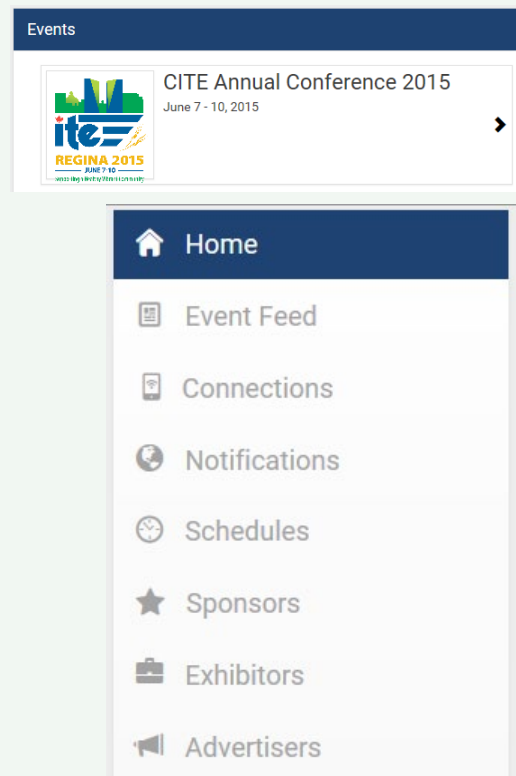 Events
CITE Annual Conference 2015
June 7 - 10, 2015
ite
REGINA 2015
JUNE 7-10
Home
Event Feed
Connections
Notifications
Schedules
Sponsors
Exhibitors
Advertisers